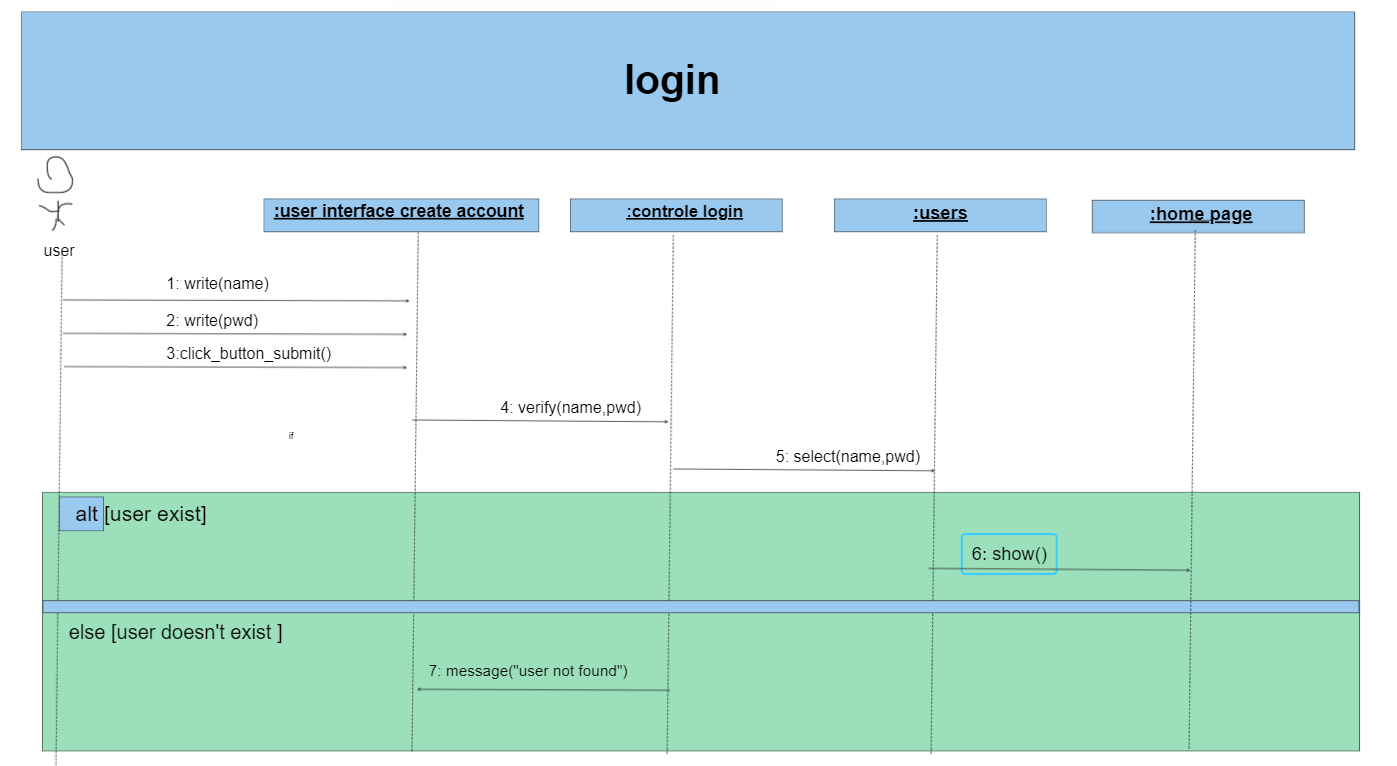 login
user
:user interface create account
:controle login
:users
:home page
1: write(name)
2: write(pwd)
3:click_button_submit()
4: verify(name,pwd)
if
5: select(name,pwd)
alt [user exist]
6: show()
else [user doesn't exist ]
7: message("user not found")